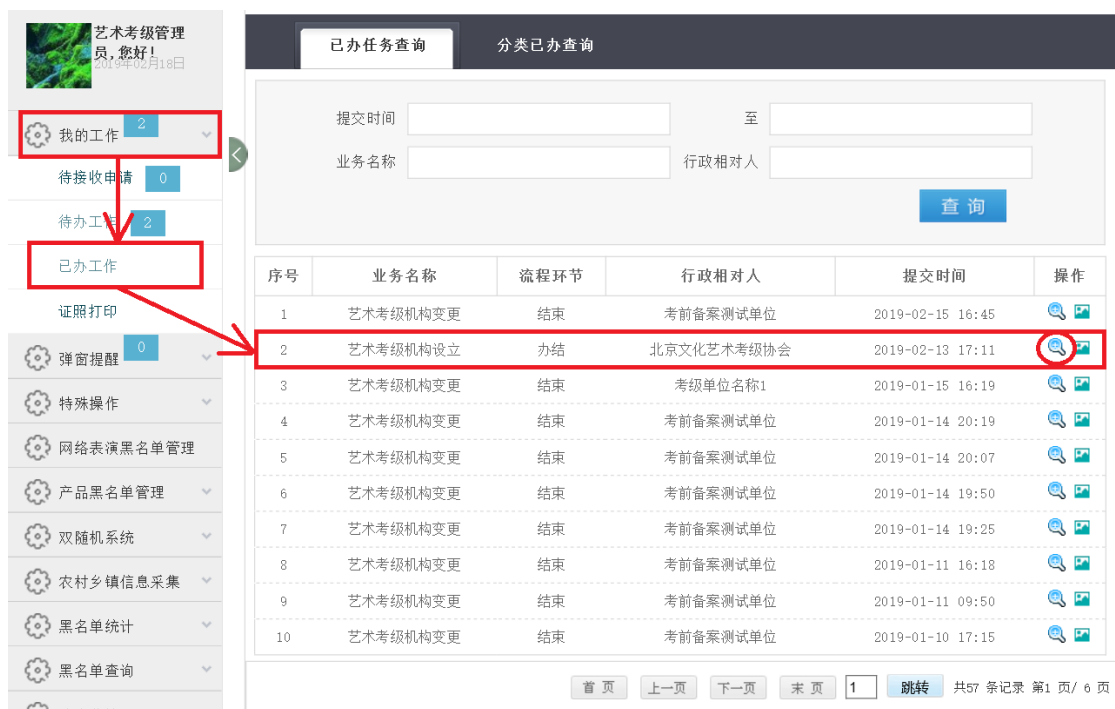 艺术考级管理
员,您好!
2019年02月18日
我的工作 2
待接收申请 0
待办工作 2
已办工作
证照打印
弹窗提醒 0
特殊操作
网络表演黑名单管理
产品黑名单管理
双随机系统
农村乡镇信息采集
黑名单统计
黑名单查询
已办任务查询 分类已办查询
提交时间 至
业务名称 行政相对人
查 询
序号 业务名称 流程环节 行政相对人 提交时间 操作
1 艺术考级机构变更 结束 考前备案测试单位 2019-02-15 16:45
2 艺术考级机构设立 办结 北京文化艺术考级协会 2019-02-13 17:11
3 艺术考级机构变更 结束 考级单位名称1 2019-01-15 16:19
4 艺术考级机构变更 结束 考前备案测试单位 2019-01-14 20:19
5 艺术考级机构变更 结束 考前备案测试单位 2019-01-14 20:07
6 艺术考级机构变更 结束 考前备案测试单位 2019-01-14 19:50
7 艺术考级机构变更 结束 考前备案测试单位 2019-01-14 19:25
8 艺术考级机构变更 结束 考前备案测试单位 2019-01-11 16:18
9 艺术考级机构变更 结束 考前备案测试单位 2019-01-11 09:50
10 艺术考级机构变更 结束 考前备案测试单位 2019-01-10 17:15
首 页 上一页 下一页 末 页 1 跳转 共57 条记录 第1 页/ 6 页